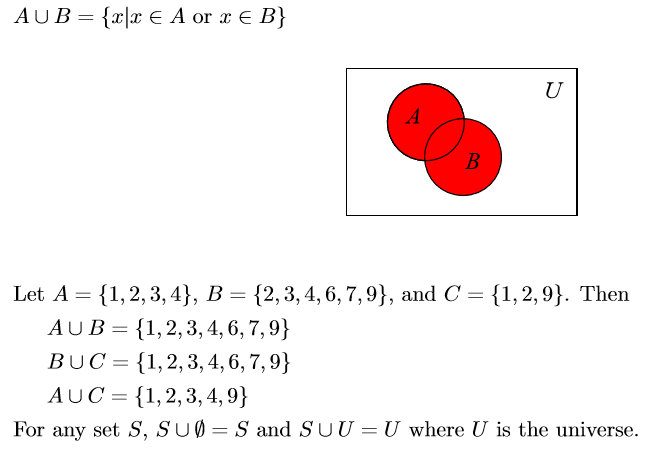 A ∪ B = {x|x ∈ A or x ∈ B}
U
A
B
Let A = {1, 2, 3, 4}, B = {2, 3, 4, 6, 7, 9}, and C = {1, 2, 9}. Then
A ∪ B = {1, 2, 3, 4, 6, 7, 9}
B ∪ C = {1, 2, 3, 4, 6, 7, 9}
A ∪ C = {1, 2, 3, 4, 9}
For any set S, S ∪ ∅ = S and S ∪ U = U where U is the universe.